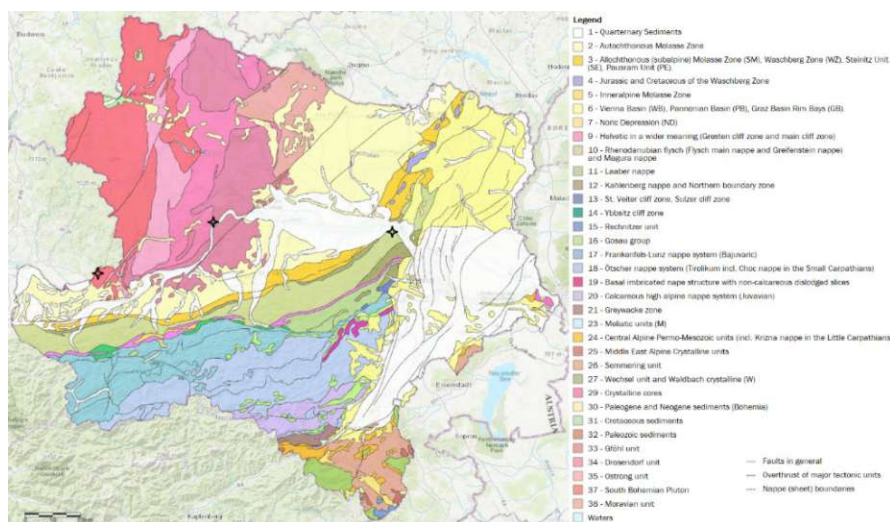 Legend
1 - Quarternary Sediments
2 - Autochthonous Molasse Zone
3 - Allochthonous (subalpine) Molasse Zone (SM), Waschberg Zone (WZ), Steinitz Unit
(SE), Pausram Unit (PE)
4 - Jurassic and Cretaceous of the Waschberg Zone
5 - Inneralpine Molasse Zone
6 - Vienna Basin (WB), Pannonian Basin (PB), Graz Basin Rim Bays (GB)
7 - Noric Depression (ND)
9 - Helvetic in a wider meaning (Gresten cliff zone and main cliff zone)
10 - Rhenodanubian flysch (Flysch main nappe and Greifenstein nappe)
and Magura nappe
11 - Laaber nappe
12 - Kahlenberg nappe and Northern boundary zone
13 - St. Veiter cliff zone, Sulzer cliff zone
14 - Ybbsitz cliff zone
15 - Rechnitzer unit
16 - Gosau group
17 - Frankenfels-Lunz nappe system (Bajuvaric)
18 - Ötscher nappe system (Tirolikum incl. Choc nappe in the Small Carpathians)
19 - Basal imbricated nape structure with non-calcareous dislodged slices
20 - Calcareous high alpine nappe system (Juvavian)
21 - Greywacke zone
23 - Meliatic units (M)
24 - Central Alpine Permo-Mesozoic units (incl. Krizna nappe in the Little Carpathians
25 - Middle East Alpine Crystalline units
26 - Semmering unit
27 - Wechsel unit and Waldbach crystalline (W)
29 - Crystalline cores
30 - Paleogene and Neogene sediments (Bohemia)
31 - Cretaceous sediments
32 - Paleozoic sediments
33 - Gföhl unit
34 - Drosendorf unit
35 - Ostrong unit
37 - South Bohemian Pluton
38 - Moravian unit
Waters
Faults in general
Overthrust of major tectonic units
Nappe (sheet) boundaries
Znojmo
Eisenstadt
Sopron
AUSTRIA